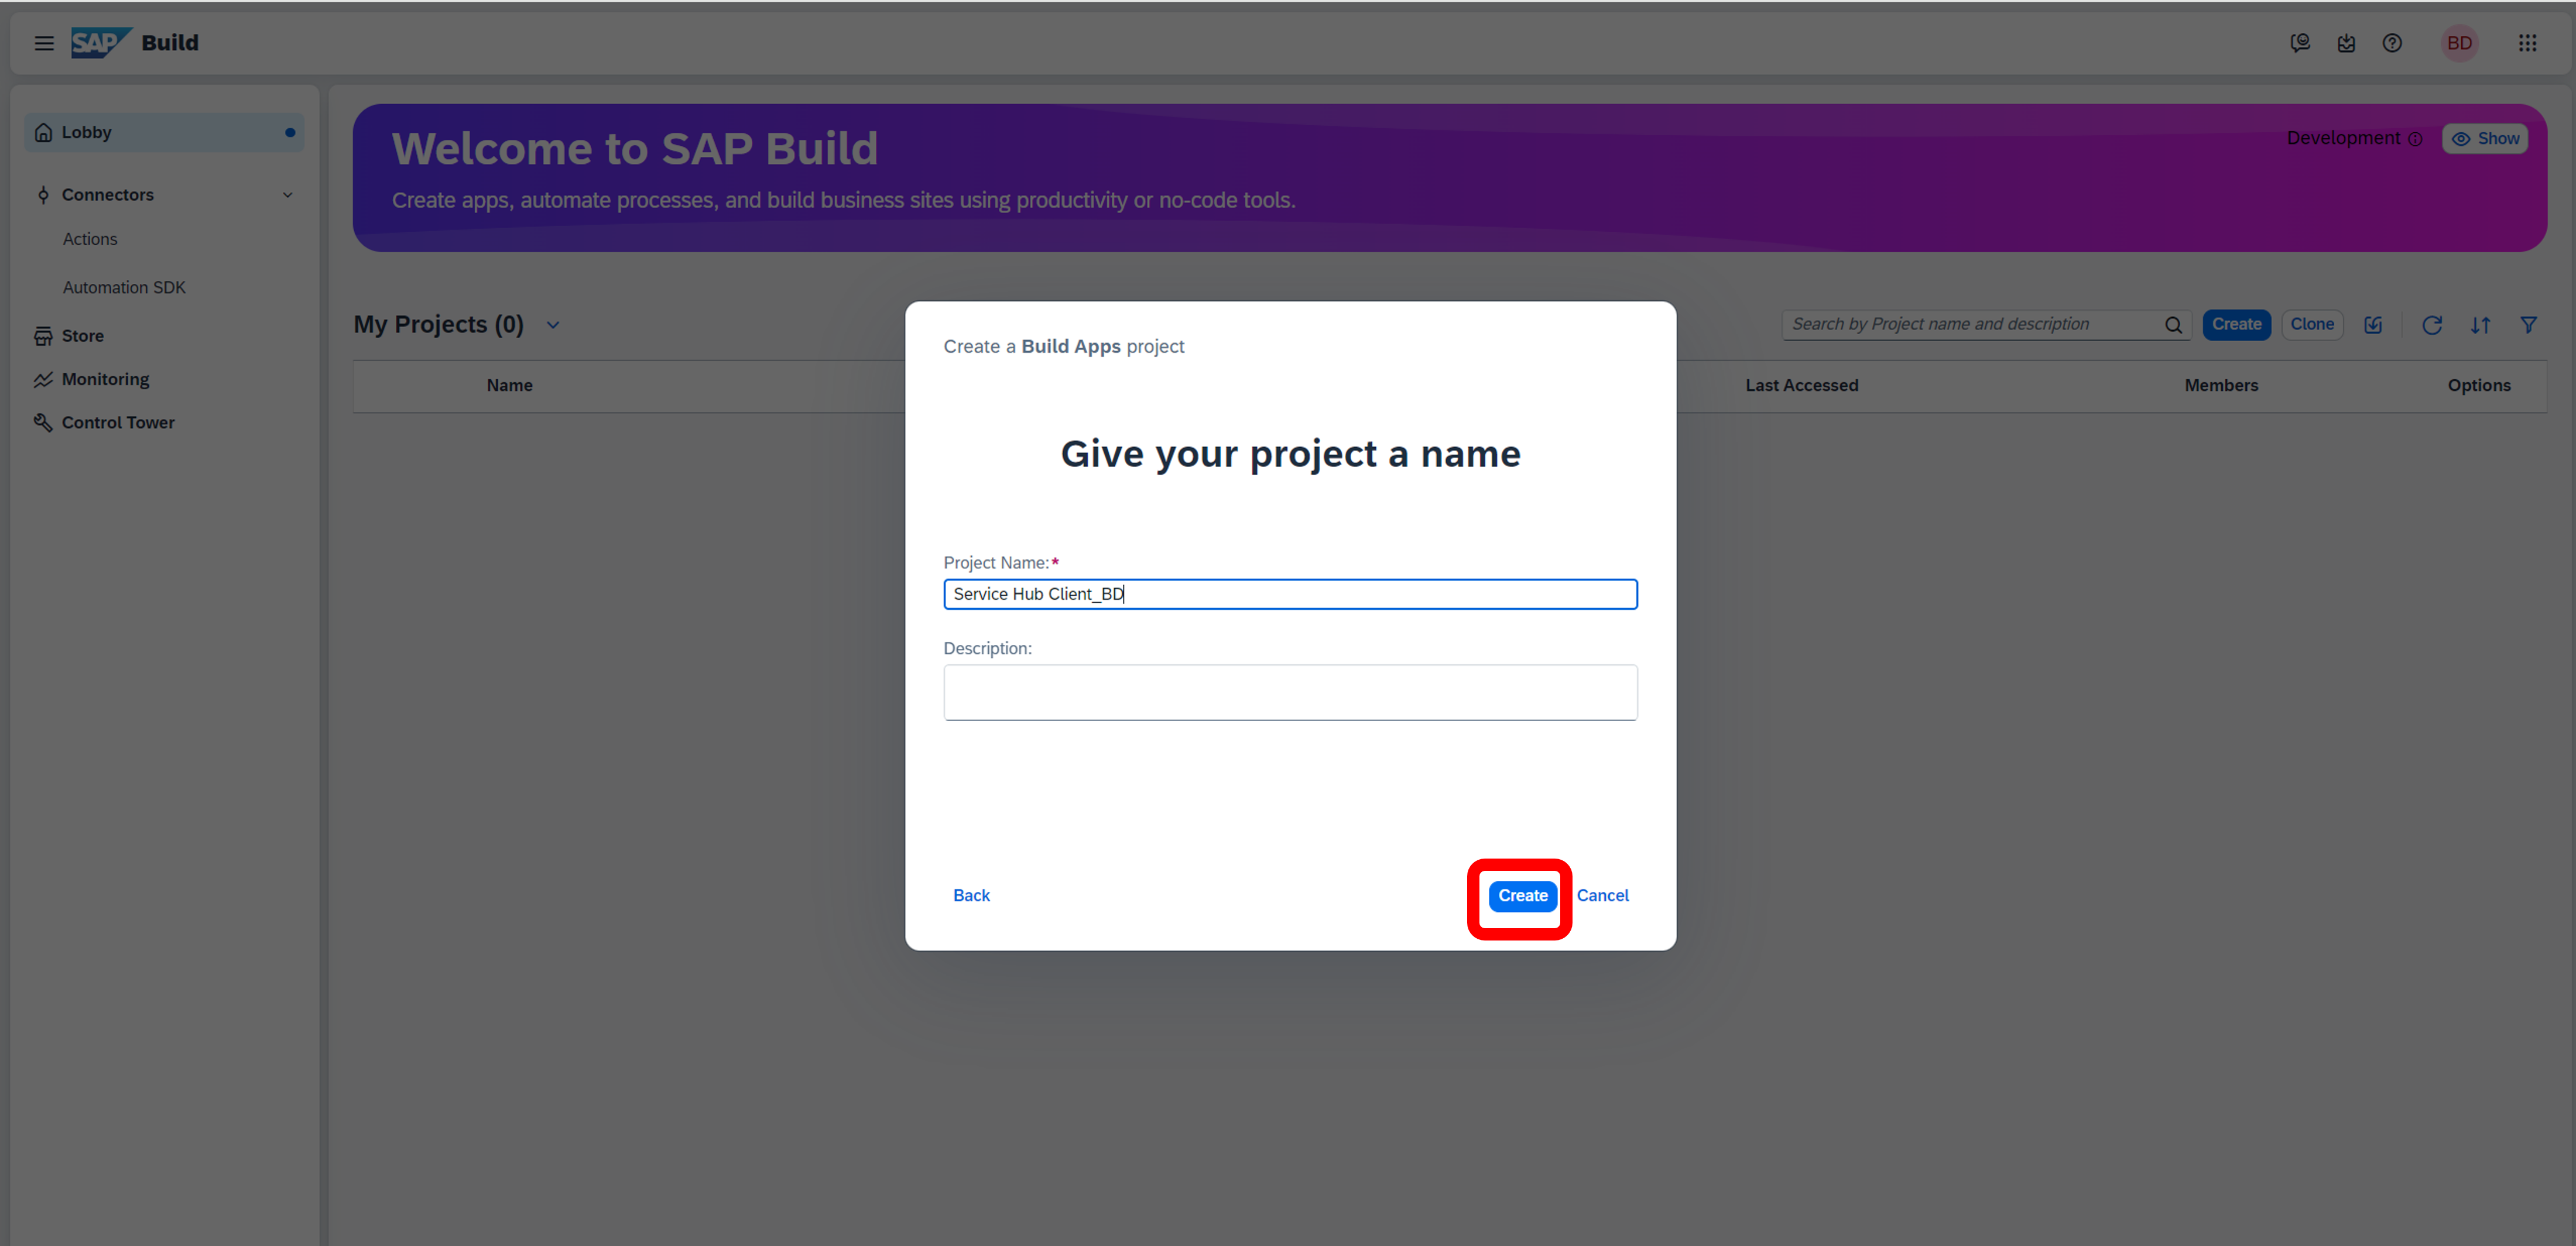 SAP Build
BD
Lobby
Connectors
Actions
Automation SDK
Store
Monitoring
Control Tower
Welcome to SAP Build
Create apps, automate processes, and build business sites using productivity or no-code tools.
Development
Show
My Projects (0)
Search by Project name and description
Create
Clone
Name
Last Accessed
Members
Options
Create a Build Apps project
Give your project a name
Project Name:*
Service Hub Client_BD
Description:
Back
Create
Cancel